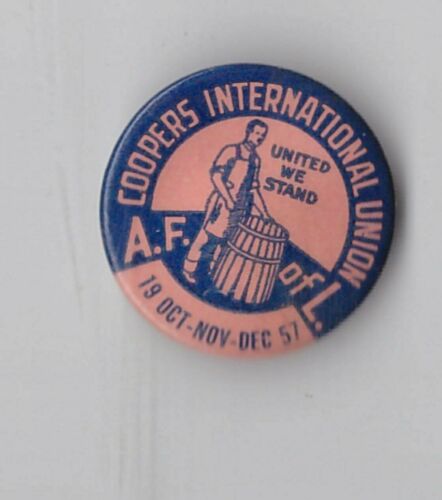 COOPERS INTERNATIONAL UNION
UNITED
WE
STAND
A.F. of L.
19 OCT-NOV-DEC 57